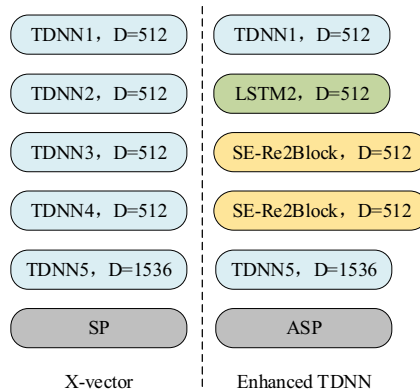 TDNN1，D=512
TDNN2，D=512
TDNN3，D=512
TDNN4，D=512
TDNN5，D=1536
SP
X-vector
TDNN1，D=512
LSTM2，D=512
SE-Re2Block，D=512
SE-Re2Block，D=512
TDNN5，D=1536
ASP
Enhanced TDNN